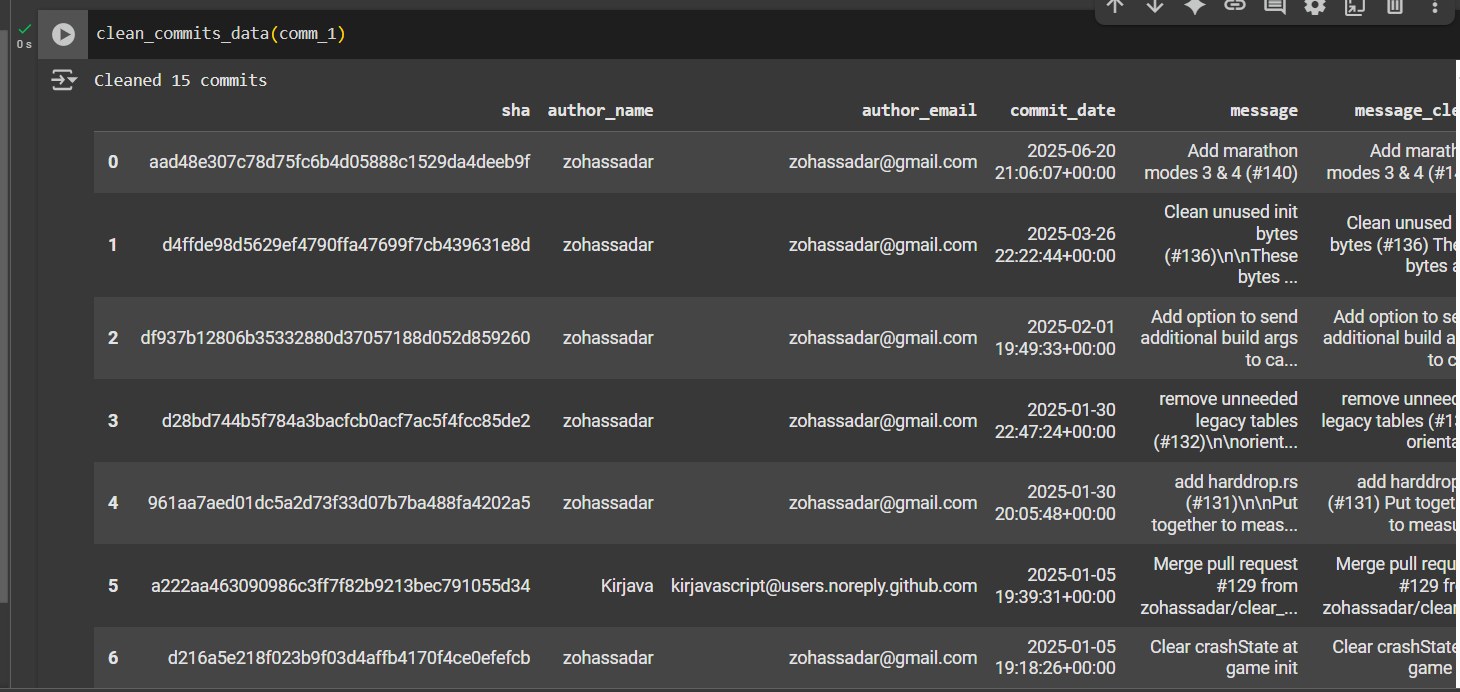 clean_commits_data(comm_1)
0 s
Cleaned 15 commits
sha author_name author_email commit_date message message_cle
0 aad48e307c78d75fc6b4d05888c1529da4deeb9f zohassadar zohassadar@gmail.com 2025-06-20 21:06:07+00:00 Add marathon modes 3 & 4 (#140) Add marath modes 3 & 4 (#14
1 d4ffde98d5629ef4790ffa47699f7cb439631e8d zohassadar zohassadar@gmail.com 2025-03-26 22:22:44+00:00 Clean unused init bytes (#136)\n\nThese bytes ... Clean unused bytes (#136) The bytes a
2 df937b12806b35332880d37057188d052d859260 zohassadar zohassadar@gmail.com 2025-02-01 19:49:33+00:00 Add option to send additional build args to ca... Add option to se additional build a to c
3 d28bd744b5f784a3bacfcb0acf7ac5f4fcc85de2 zohassadar zohassadar@gmail.com 2025-01-30 22:47:24+00:00 remove unneeded legacy tables (#132)\n\norient... remove unneed legacy tables (#13 orienta
4 961aa7aed01dc5a2d73f33d07b7ba488fa4202a5 zohassadar zohassadar@gmail.com 2025-01-30 20:05:48+00:00 add harddrop.rs (#131)\n\nPut together to meas... add harddrop (#131) Put toget to measu
5 a222aa463090986c3ff7f82b9213bec791055d34 Kirjava kirjavascript@users.noreply.github.com 2025-01-05 19:39:31+00:00 Merge pull request #129 from zohassadar/clear_... Merge pull requ #129 fr zohassadar/clear
6 d216a5e218f023b9f03d4affb4170f4ce0efefcb zohassadar zohassadar@gmail.com 2025-01-05 19:18:26+00:00 Clear crashState at game init Clear crashState game